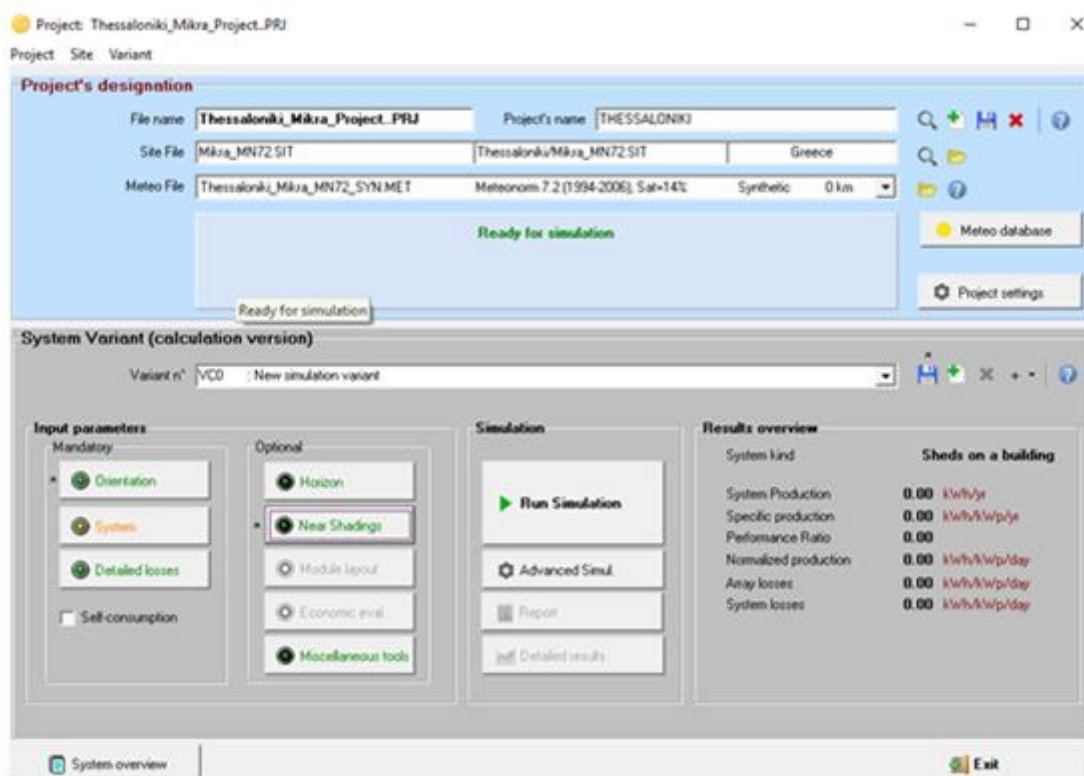 Project: Thessaloniki_Mikra_Project..PRJ
Project Site Variant
Project's designation
File name Thessaloniki_Mikra_Project..PRJ Project's name THESSALONIKI
Site File Mikra_MN72.SIT Thessaloniki/Mikra_MN72.SIT Greece
Meteo File Thessaloniki_Mikra_MN72_SYN.MET Meteonorm 7.2 (1994-2006), Sat=14% Synthetic 0 km
Ready for simulation
Meteo database
Project settings
Ready for simulation
System Variant (calculation version)
Variant n° VC0 : New simulation variant
Input parameters
Mandatory
Orientation
System
Detailed losses
Self-consumption
Optional
Horizon
Near Shadings
Module layout
Economic eval.
Miscellaneous tools
Simulation
Run Simulation
Advanced Simul.
Report
Detailed results
Results overview
System kind Sheds on a building
System Production 0.00 kWh/yr
Specific production 0.00 kWh/kWp/yr
Performance Ratio 0.00
Normalized production 0.00 kWh/kWp/day
Array losses 0.00 kWh/kWp/day
System losses 0.00 kWh/kWp/day
System overview
Exit